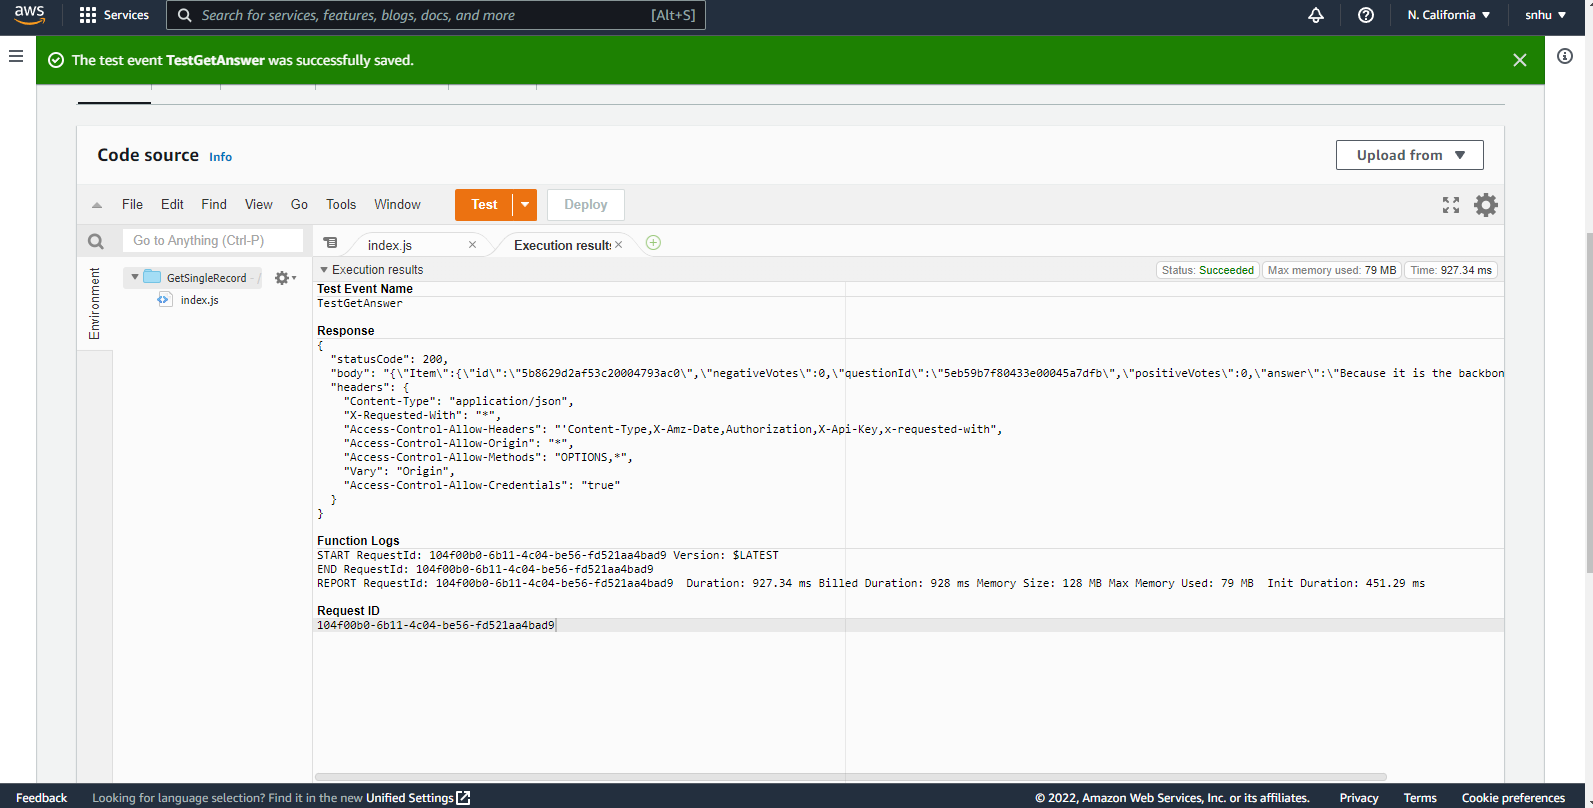 aws Services Search for services, features, blogs, docs, and more [Alt+S] N. California snhu
The test event TestGetAnswer was successfully saved.
Code source Info Upload from
File Edit Find View Go Tools Window Test Deploy
Go to Anything (Ctrl-P) index.js Execution results
Environment
GetSingleRecord - /
index.js
Execution results Status: Succeeded Max memory used: 79 MB Time: 927.34 ms
Test Event Name
TestGetAnswer
Response
{
"statusCode": 200,
"body": "{\"Item\":{\"id\":\"5b8629d2af53c20004793ac0\",\"negativeVotes\":0,\"questionId\":\"5eb59b7f80433e00045a7dfb\",\"positiveVotes\":0,\"answer\":\"Because it is the backbon
"headers": {
"Content-Type": "application/json",
"X-Requested-With": "*",
"Access-Control-Allow-Headers": "'Content-Type,X-Amz-Date,Authorization,X-Api-Key,x-requested-with",
"Access-Control-Allow-Origin": "*",
"Access-Control-Allow-Methods": "OPTIONS,*",
"Vary": "Origin",
"Access-Control-Allow-Credentials": "true"
}
}
Function Logs
START RequestId: 104f00b0-6b11-4c04-be56-fd521aa4bad9 Version: $LATEST
END RequestId: 104f00b0-6b11-4c04-be56-fd521aa4bad9
REPORT RequestId: 104f00b0-6b11-4c04-be56-fd521aa4bad9 Duration: 927.34 ms Billed Duration: 928 ms Memory Size: 128 MB Max Memory Used: 79 MB Init Duration: 451.29 ms
Request ID
104f00b0-6b11-4c04-be56-fd521aa4bad9
Feedback Looking for language selection? Find it in the new Unified Settings © 2022, Amazon Web Services, Inc. or its affiliates. Privacy Terms Cookie preferences